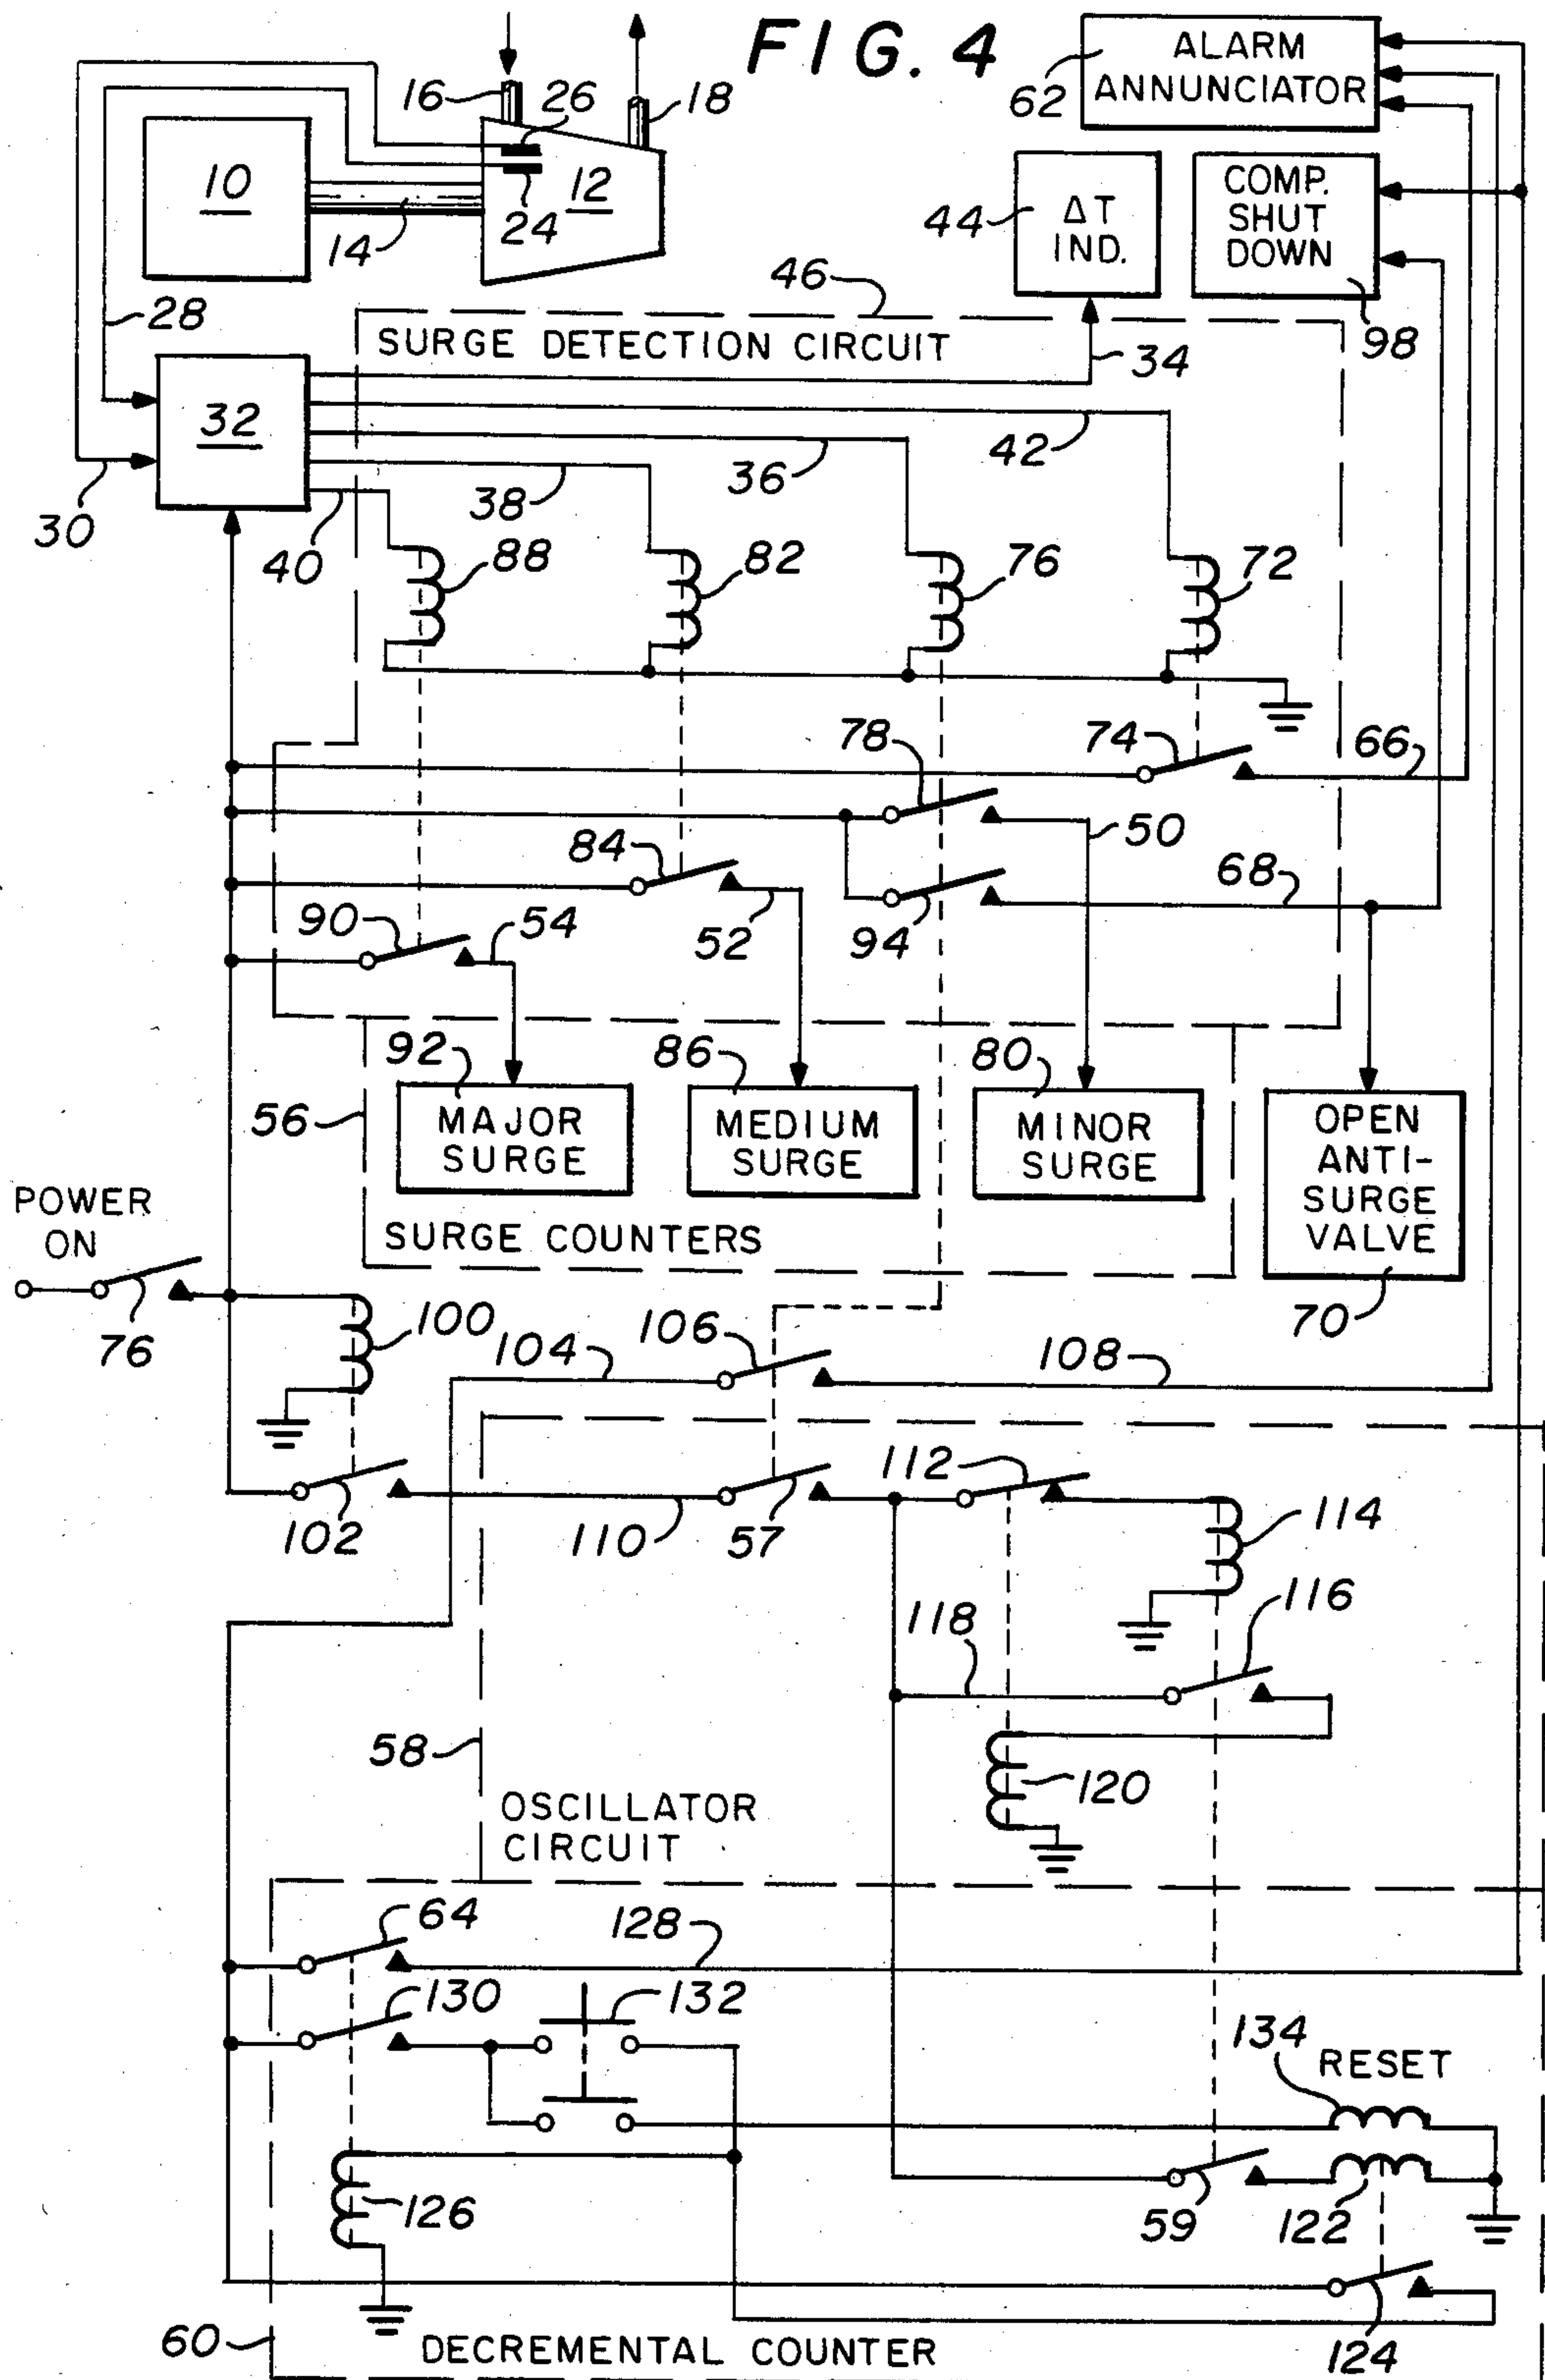 FIG. 4
ALARM
ANNUNCIATOR
62
16
26
18
10
12
24
14
44
ΔT
IND.
COMP.
SHUT
DOWN
98
28
46
SURGE DETECTION CIRCUIT
34
32
42
36
38
30
40
88
82
76
72
78
74
66
50
84
68
90
54
52
94
92
86
80
56
MAJOR
SURGE
MEDIUM
SURGE
MINOR
SURGE
OPEN
ANTI-
SURGE
VALVE
70
SURGE COUNTERS
POWER
ON
76
100
104
106
108
102
110
57
112
114
116
118
58
120
OSCILLATOR
CIRCUIT
64
128
130
132
134
RESET
126
59
122
60
DECREMENTAL COUNTER
124